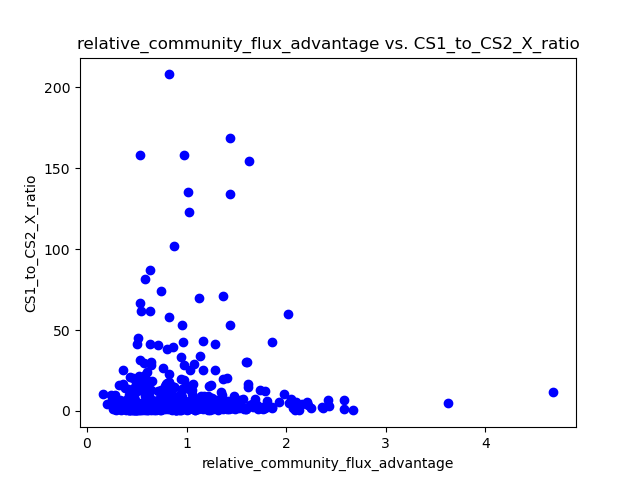 relative_community_flux_advantage vs. CS1_to_CS2_X_ratio
CS1_to_CS2_X_ratio
200
150
100
50
0
0 1 2 3 4
relative_community_flux_advantage